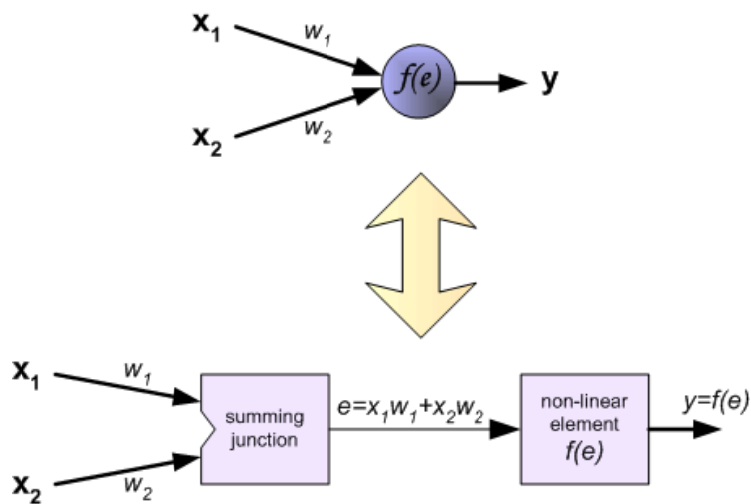 x₁
w₁
f(e)
y
w₂
x₂
x₁
w₁
summing
junction
e=x₁w₁+x₂w₂
non-linear
element
f(e)
y=f(e)
w₂
x₂